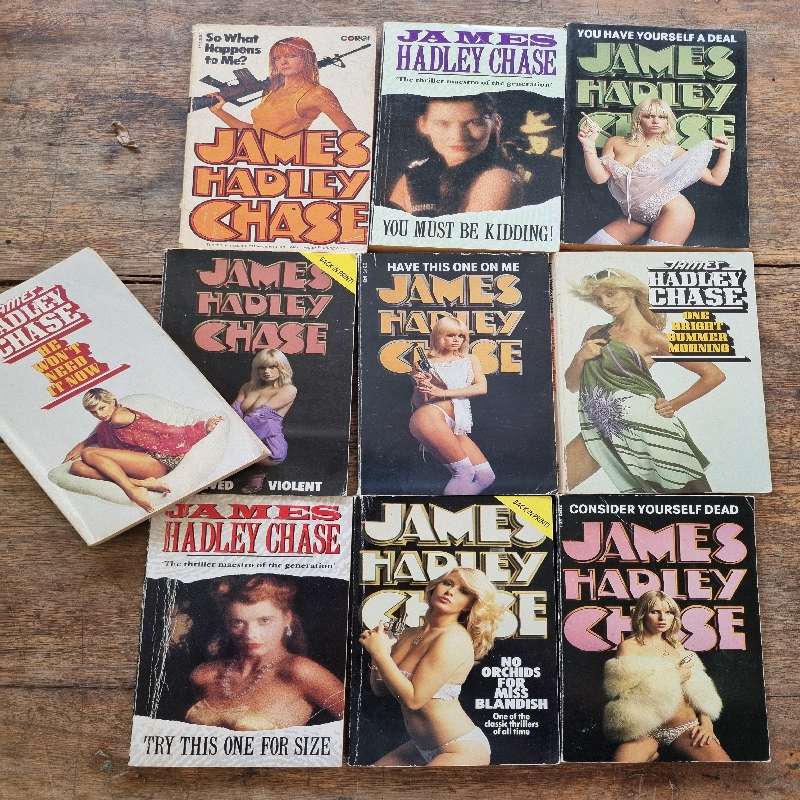 So What
Happens
to Me?
CORGI
JAMES
HADLEY
CHASE
JAMES
HADLEY CHASE
'The thriller maestro of the generation'
YOU MUST BE KIDDING!
YOU HAVE YOURSELF A DEAL
JAMES
HADLEY
CHASE
JAMES
HADLEY
CHASE
HE
WON'T
NEED
IT NOW
BACK IN PRINT!
JAMES
HADLEY
CHASE
VIOLENT
HAVE THIS ONE ON ME
JAMES
HADLEY
CHASE
JAMES
HADLEY
CHASE
ONE
BRIGHT
SUMMER
MORNING
JAMES
HADLEY CHASE
'The thriller maestro of the generation'
TRY THIS ONE FOR SIZE
BACK IN PRINT!
JAMES
HADLEY
CHASE
NO
ORCHIDS
FOR
MISS
BLANDISH
One of the
classic thrillers
of all time
CONSIDER YOURSELF DEAD
JAMES
HADLEY
CHASE